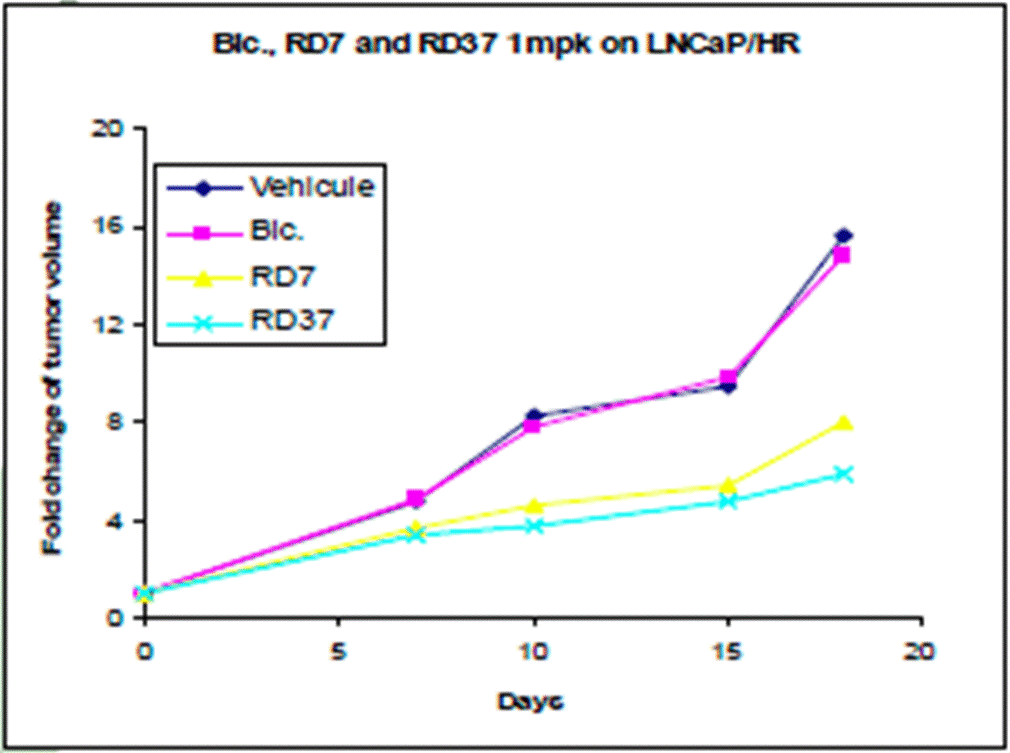 Bic., RD7 and RD37 1mpk on LNCaP/HR
20
16
12
8
4
0
Fold change of tumor volume
Vehicule
Bic.
RD7
RD37
0 5 10 15 20
Days